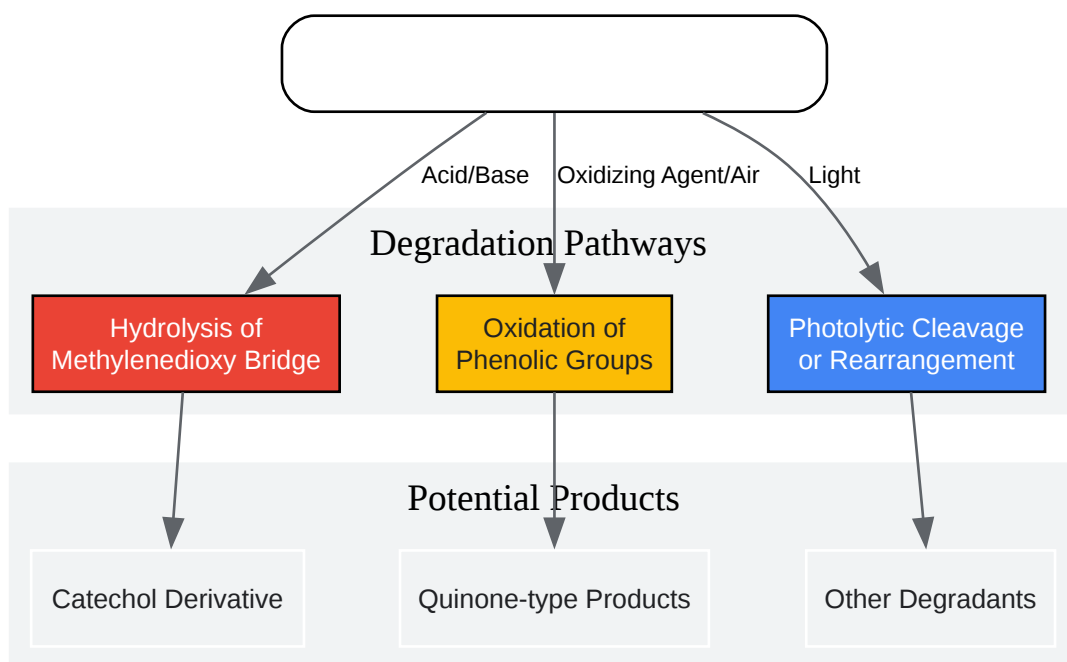 Acid/Base
Oxidizing Agent/Air
Light
Degradation Pathways
Hydrolysis of
Methylenedioxy Bridge
Oxidation of
Phenolic Groups
Photolytic Cleavage
or Rearrangement
Potential Products
Catechol Derivative
Quinone-type Products
Other Degradants